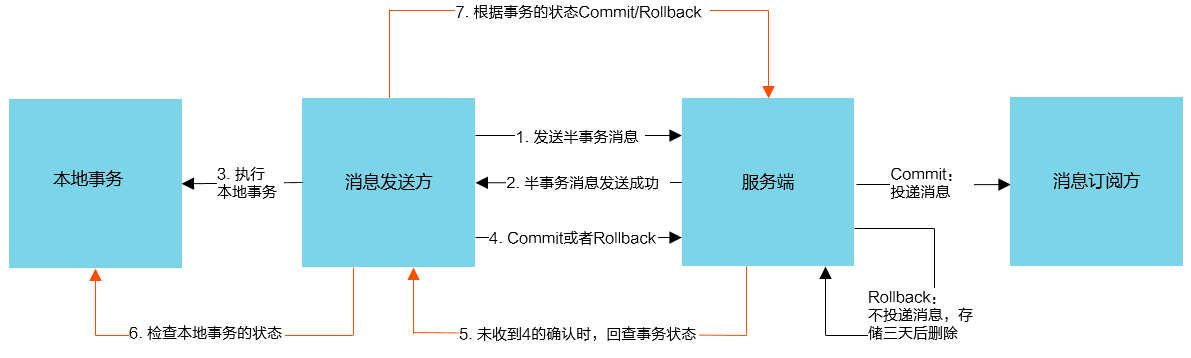 7. 根据事务的状态Commit/Rollback
本地事务
3. 执行
本地事务
消息发送方
1. 发送半事务消息
2. 半事务消息发送成功
4. Commit或者Rollback
服务端
Commit：
投递消息
消息订阅方
Rollback：
不投递消息，存
储三天后删除
6. 检查本地事务的状态
5. 未收到4的确认时，回查事务状态